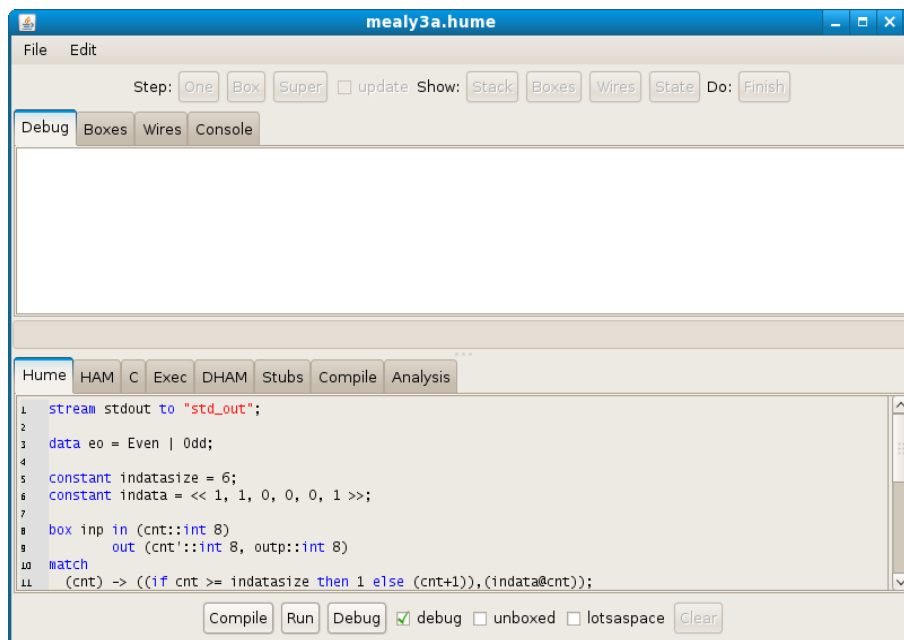 mealy3a.hume
File Edit
Step: One Box Super update Show: Stack Boxes Wires State Do: Finish
Debug Boxes Wires Console
Hume HAM C Exec DHAM Stubs Compile Analysis
1 stream stdout to "std_out";
2
3 data eo = Even | Odd;
4
5 constant indatasize = 6;
6 constant indata = << 1, 1, 0, 0, 0, 1 >>;
7
8 box inp in (cnt::int 8)
9 out (cnt'::int 8, outp::int 8)
10 match
11 (cnt) -> ((if cnt >= indatasize then 1 else (cnt+1)),(indata@cnt));
Compile Run Debug debug unboxed lotsaspace Clear